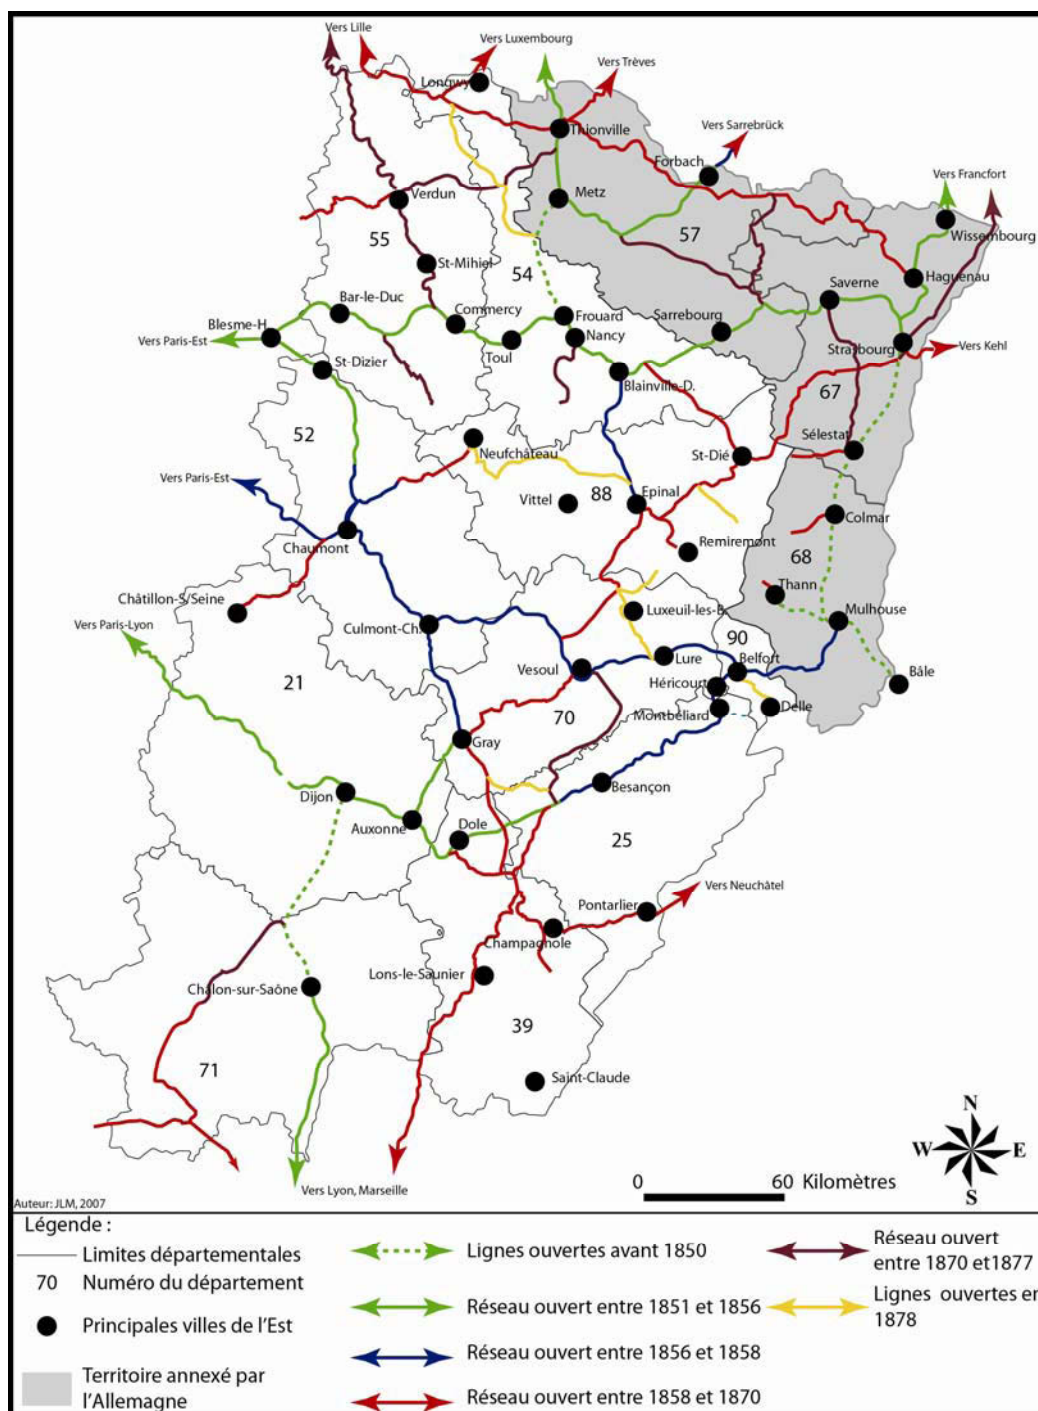 Vers Lille
Vers Luxembourg
Vers Trèves
Longwy
Thionville
Vers Sarrebrück
Forbach
Vers Francfort
Verdun
Metz
Wissembourg
55
57
54
St-Mihiel
Haguenau
Saverne
Bar-le-Duc
Commercy
Frouard
Sarrebourg
Blesme-H
Nancy
Vers Paris-Est
Toul
Strasbourg
Vers Kehl
St-Dizier
Blainville-D.
67
52
Sélestat
Neufchâteau
St-Dié
Vers Paris-Est
88
Vittel
Epinal
Colmar
Chaumont
Remiremont
68
Thann
Châtillon-S/Seine
Luxeuil-les-B.
Mulhouse
Vers Paris-Lyon
Culmont-Ch.
90
Vesoul
Lure
Belfort
Bâle
21
Héricourt
70
Montbéliard
Delle
Gray
Besançon
Dijon
Auxonne
Dole
25
Vers Neuchâtel
Pontarlier
Champagnole
Lons-le-Saunier
Châlon-sur-Saône
39
71
Saint-Claude
N
W E
S
0 60 Kilomètres
Vers Lyon, Marseille
Auteur: JLM, 2007
Légende :
Limites départementales
70 Numéro du département
Principales villes de l'Est
Territoire annexé par
l'Allemagne
Lignes ouvertes avant 1850
Réseau ouvert entre 1851 et 1856
Réseau ouvert entre 1856 et 1858
Réseau ouvert entre 1858 et 1870
Réseau ouvert
entre 1870 et1877
Lignes ouvertes en
1878